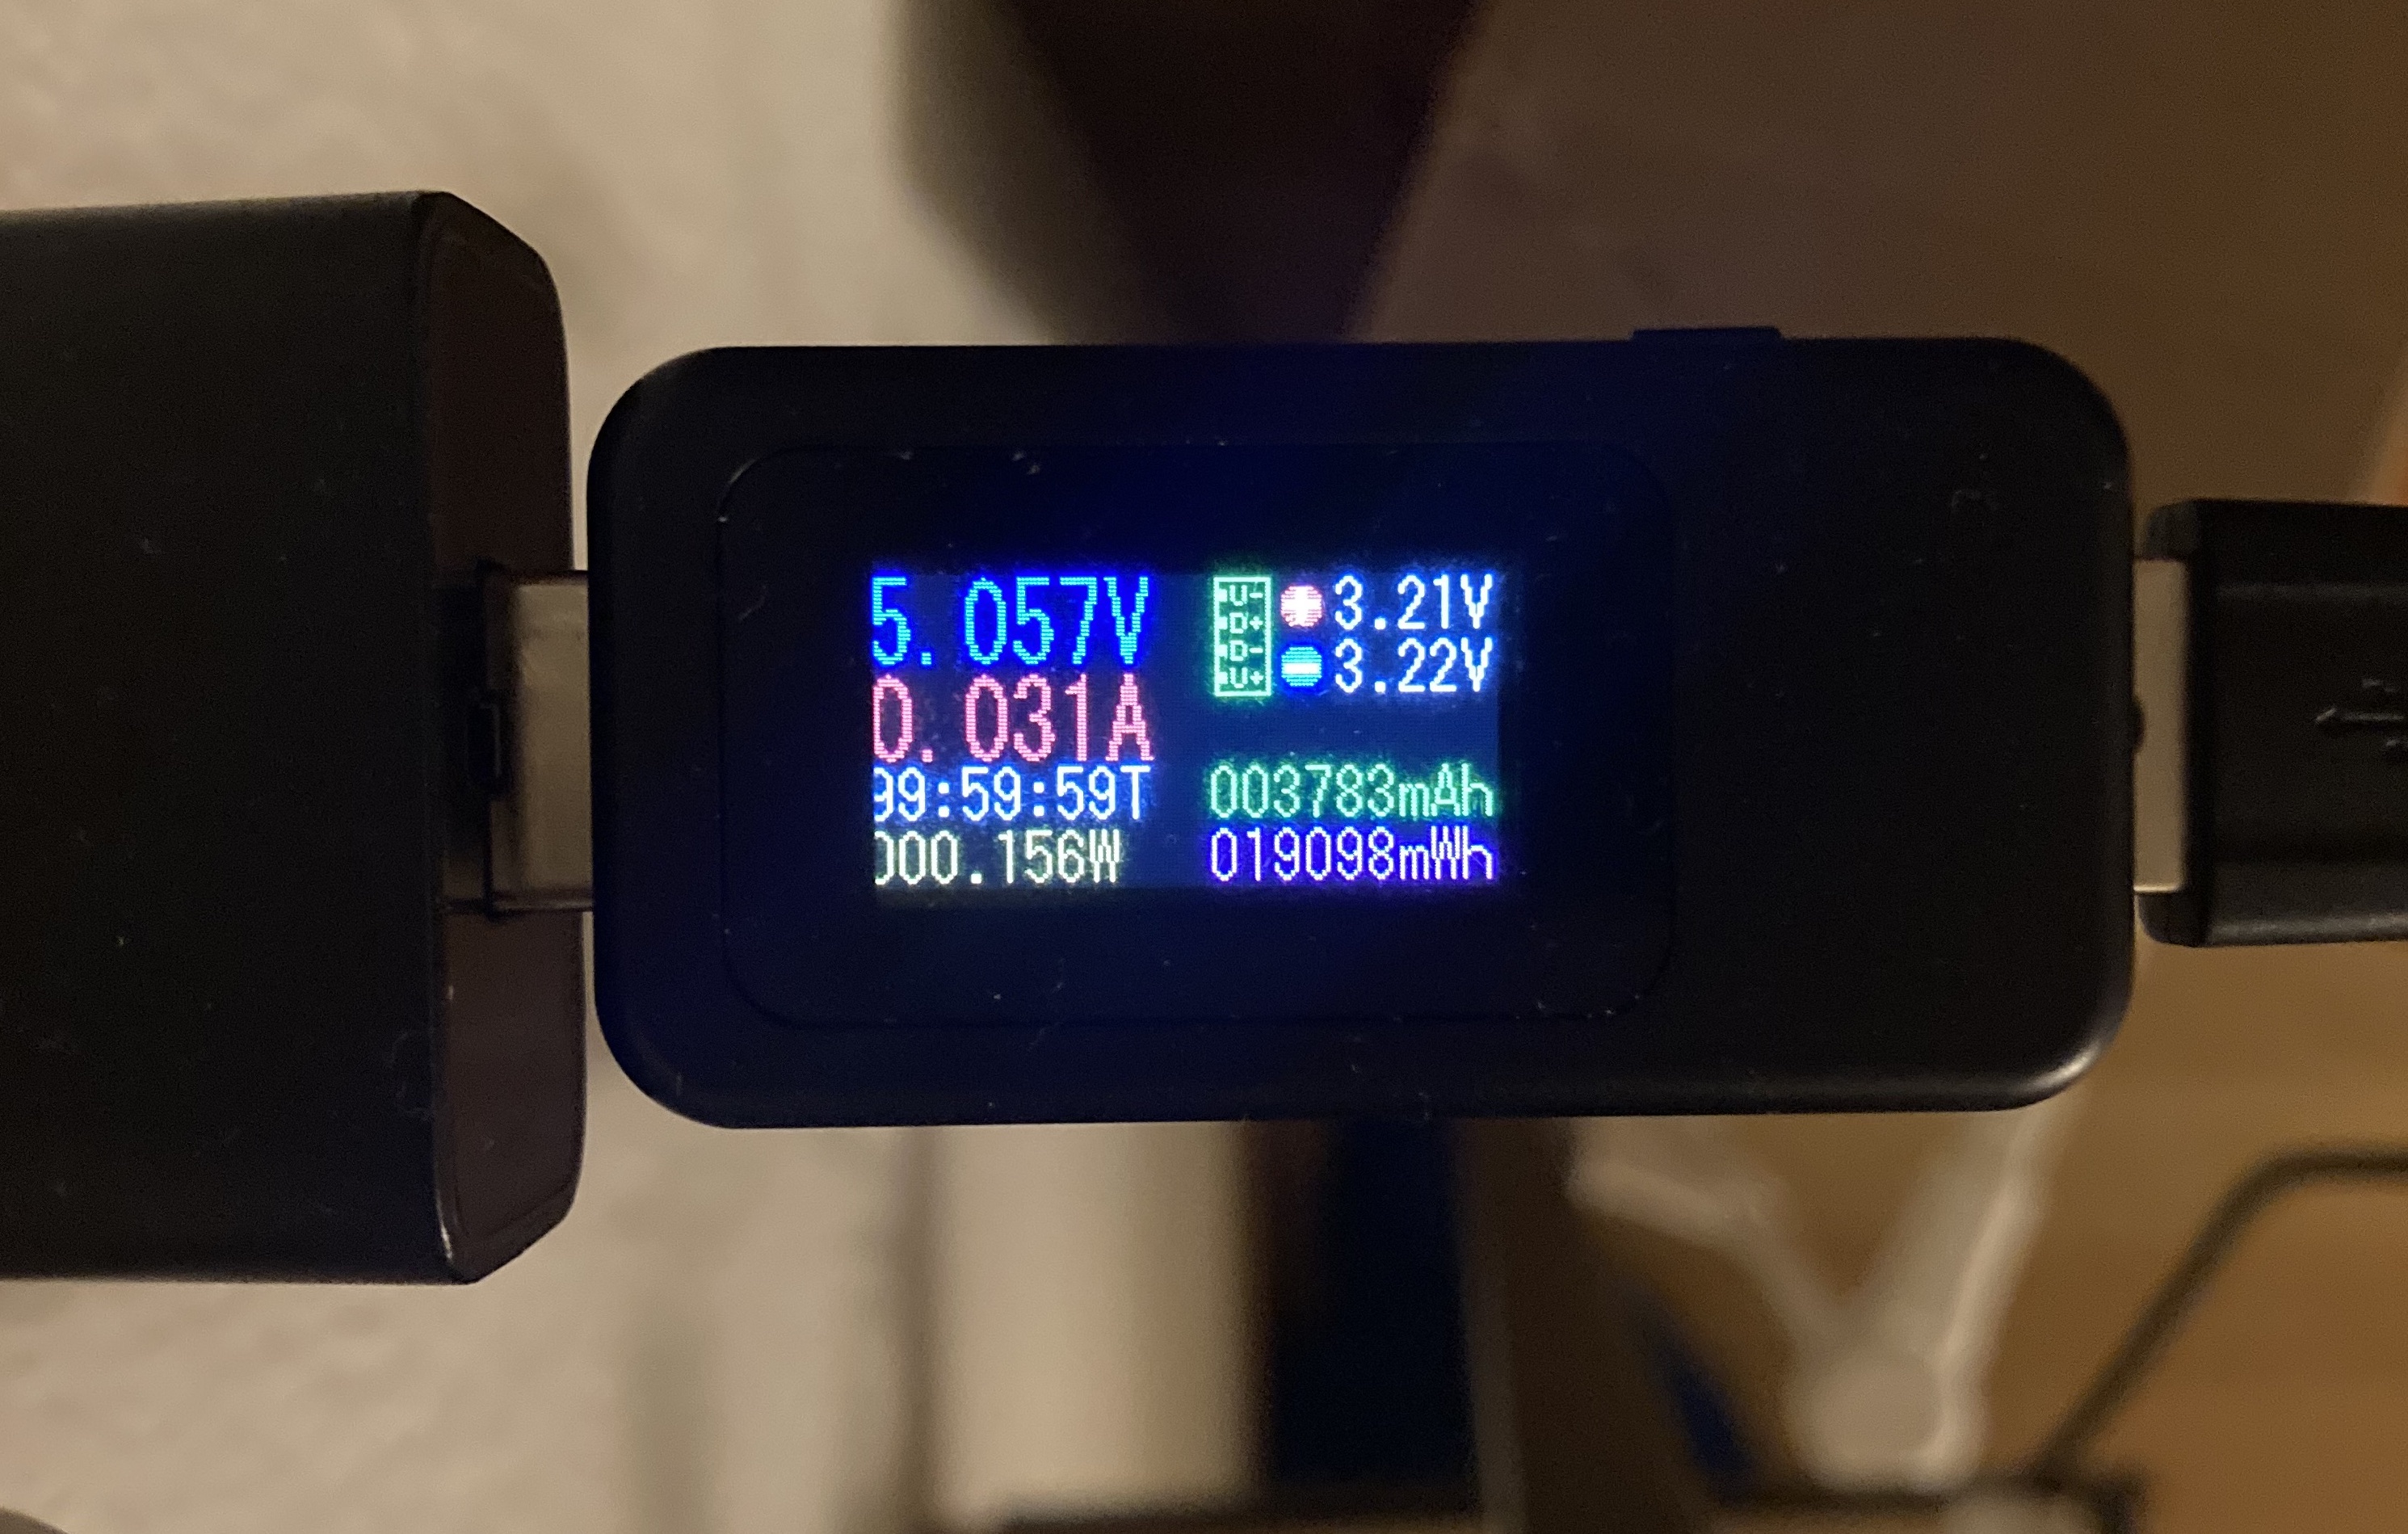 5.057V
0.031A
99:59:59T
000.156W
U-
D+
D-
U+
3.21V
3.22V
003783mAh
019098mWh